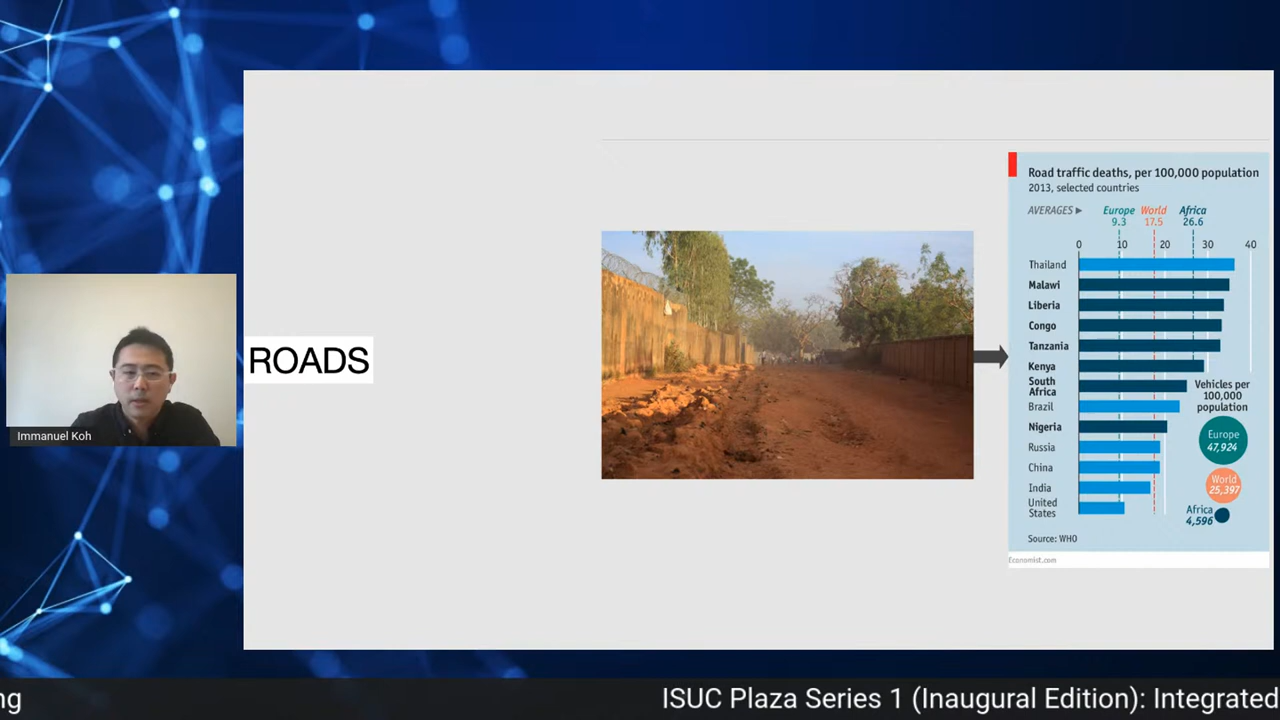 Immanuel Koh
ROADS
Road traffic deaths, per 100,000 population
2013, selected countries
AVERAGES ▶ Europe World Africa
9.3 17.5 26.6
0 10 20 30 40
Thailand
Malawi
Liberia
Congo
Tanzania
Kenya
South
Africa
Brazil
Nigeria
Russia
China
India
United
States
Vehicles per
100,000
population
Europe
47,924
World
25,397
Africa
4,596
Source: WHO
Economist.com
ng ISUC Plaza Series 1 (Inaugural Edition): Integrated